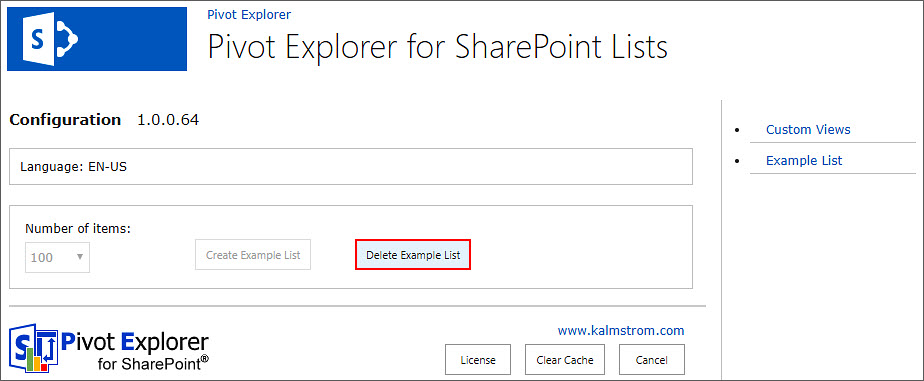 S
Pivot Explorer
Pivot Explorer for SharePoint Lists
Configuration 1.0.0.64
Language: EN-US
Number of items:
100
Create Example List
Delete Example List
Custom Views
Example List
www.kalmstrom.com
Pivot Explorer
for SharePoint®
License
Clear Cache
Cancel